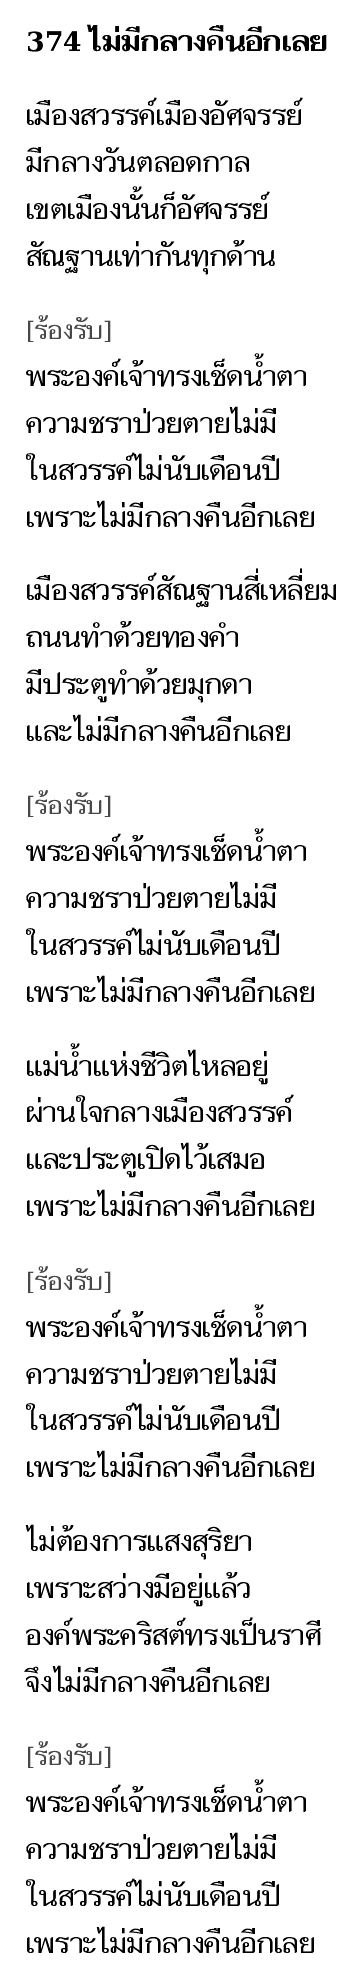 374 ไม่มีกลางคืนอีกเลย
เมืองสวรรค์เมืองอัศจรรย์
มีกลางวันตลอดกาล
เขตเมืองนั้นก็อัศจรรย์
สัณฐานเท่ากันทุกด้าน
[ร้องรับ]
พระองค์เจ้าทรงเช็ดน้ำตา
ความชราป่วยตายไม่มี
ในสวรรค์ไม่นับเดือนปี
เพราะไม่มีกลางคืนอีกเลย
เมืองสวรรค์สัณฐานสี่เหลี่ยม
ถนนทำด้วยทองคำ
มีประตูทำด้วยมุกดา
และไม่มีกลางคืนอีกเลย
[ร้องรับ]
พระองค์เจ้าทรงเช็ดน้ำตา
ความชราป่วยตายไม่มี
ในสวรรค์ไม่นับเดือนปี
เพราะไม่มีกลางคืนอีกเลย
แม่น้ำแห่งชีวิตไหลอยู่
ผ่านใจกลางเมืองสวรรค์
และประตูเปิดไว้เสมอ
เพราะไม่มีกลางคืนอีกเลย
[ร้องรับ]
พระองค์เจ้าทรงเช็ดน้ำตา
ความชราป่วยตายไม่มี
ในสวรรค์ไม่นับเดือนปี
เพราะไม่มีกลางคืนอีกเลย
ไม่ต้องการแสงสุริยา
เพราะสว่างมีอยู่แล้ว
องค์พระคริสต์ทรงเป็นราศี
จึงไม่มีกลางคืนอีกเลย
[ร้องรับ]
พระองค์เจ้าทรงเช็ดน้ำตา
ความชราป่วยตายไม่มี
ในสวรรค์ไม่นับเดือนปี
เพราะไม่มีกลางคืนอีกเลย